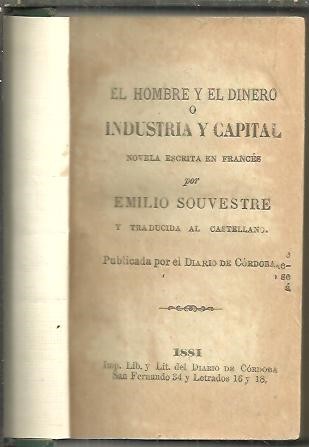 EL HOMBRE Y EL DINERO
O
INDUSTRIA Y CAPITAL
NOVELA ESCRITA EN FRANCÉS
por
EMILIO SOUVESTRE
Y TRADUCIDA AL CASTELLANO.
Publicada por el DIARIO DE CÓRDOBA.
e-
se
á
1881
Imp. Lib. y Lit. del DIARIO DE CÓRDOBA
San Fernando 34 y Letrados 16 y 18.